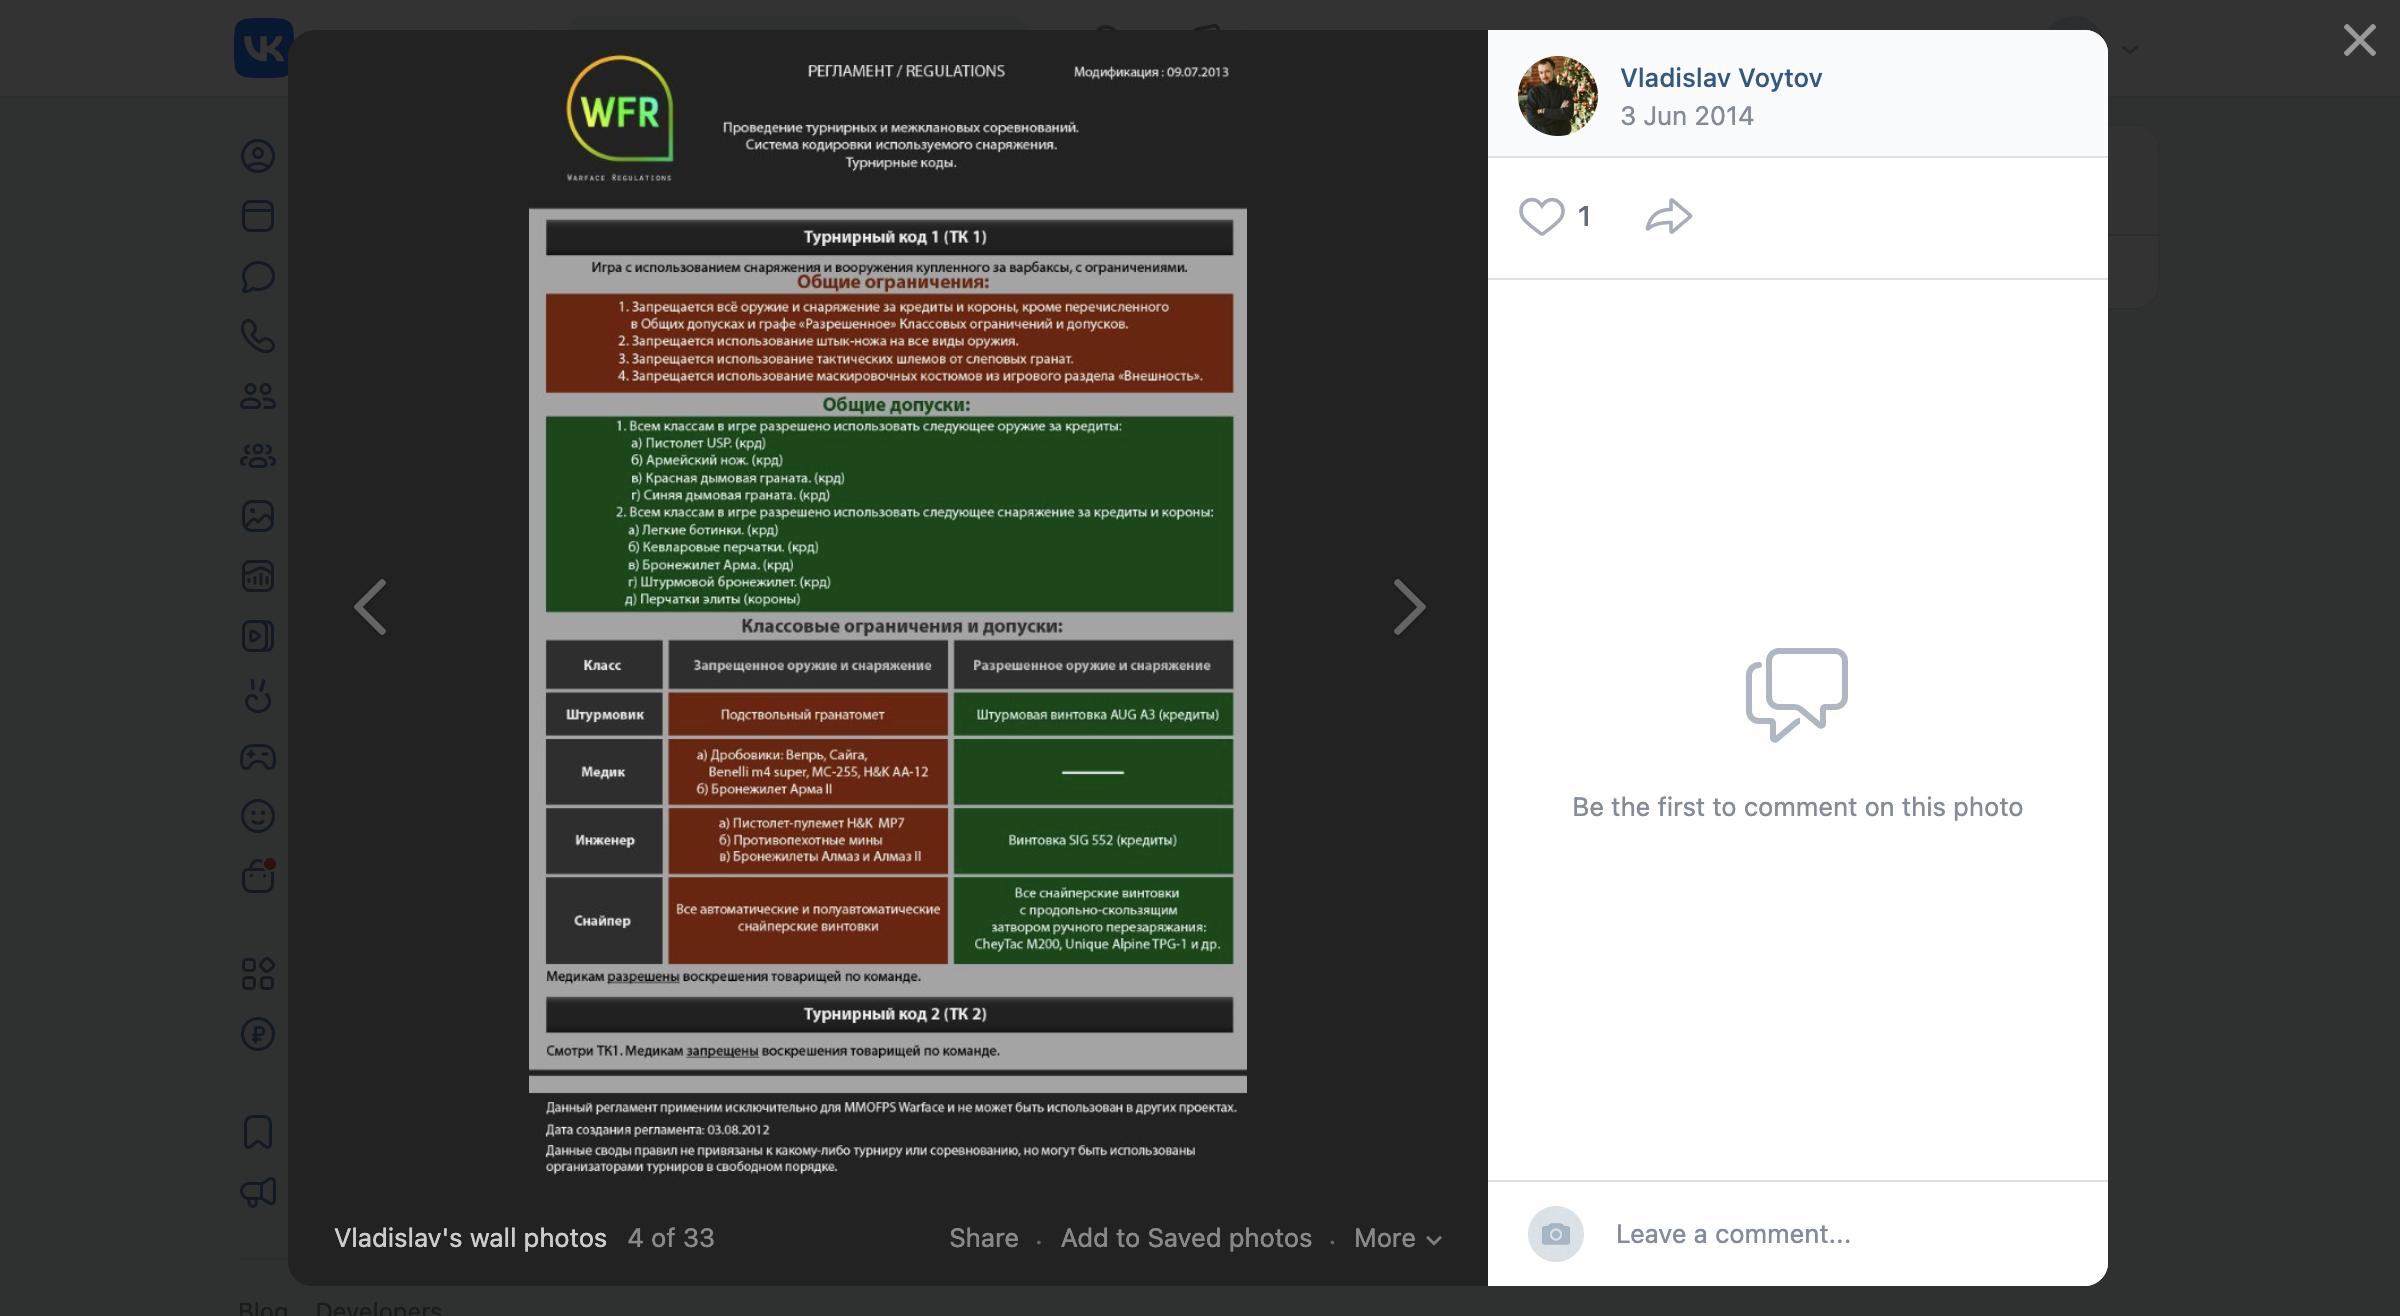 РЕГЛАМЕНТ / REGULATIONS
Модификация : 09.07.2013
WFR
WARFACE REGULATIONS
Проведение турнирных и межклановых соревнований.
Система кодировки используемого снаряжения.
Турнирные коды.
Турнирный код 1 (ТК 1)
Игра с использованием снаряжения и вооружения купленного за варбаксы, с ограничениями.
Общие ограничения:
1. Запрещается всё оружие и снаряжение за кредиты и короны, кроме перечисленного
в Общих допусках и графе «Разрешенное» Классовых ограничений и допусков.
2. Запрещается использование штык-ножа на все виды оружия.
3. Запрещается использование тактических шлемов от слеповых гранат.
4. Запрещается использование маскировочных костюмов из игрового раздела «Внешность».
Общие допуски:
1. Всем классам в игре разрешено использовать следующее оружие за кредиты:
а) Пистолет USP. (крд)
б) Армейский нож. (крд)
в) Красная дымовая граната. (крд)
г) Синяя дымовая граната. (крд)
2. Всем классам в игре разрешено использовать следующее снаряжение за кредиты и короны:
а) Легкие ботинки. (крд)
б) Кевларовые перчатки. (крд)
в) Бронежилет Арма. (крд)
г) Штурмовой бронежилет. (крд)
д) Перчатки элиты (короны)
Классовые ограничения и допуски:
Класс
Запрещенное оружие и снаряжение
Разрешенное оружие и снаряжение
Штурмовик
Подствольный гранатомет
Штурмовая винтовка AUG A3 (кредиты)
Медик
а) Дробовики: Вепрь, Сайга,
Benelli m4 super, МС-255, H&K AA-12
б) Бронежилет Арма II
Инженер
а) Пистолет-пулемет H&K MP7
б) Противопехотные мины
в) Бронежилеты Алмаз и Алмаз II
Винтовка SIG 552 (кредиты)
Снайпер
Все автоматические и полуавтоматические
снайперские винтовки
Все снайперские винтовки
с продольно-скользящим
затвором ручного перезаряжания:
CheyTac M200, Unique Alpine TPG-1 и др.
Медикам разрешены воскрешения товарищей по команде.
Турнирный код 2 (ТК 2)
Смотри ТК1. Медикам запрещены воскрешения товарищей по команде.
Данный регламент применим исключительно для MMOFPS Warface и не может быть использован в других проектах.
Дата создания регламента: 03.08.2012
Данные своды правил не привязаны к какому-либо турниру или соревнованию, но могут быть использованы
организаторами турниров в свободном порядке.
Vladislav's wall photos 4 of 33
Share · Add to Saved photos · More
Vladislav Voytov
3 Jun 2014
1
Be the first to comment on this photo
Leave a comment...
Blog Developers